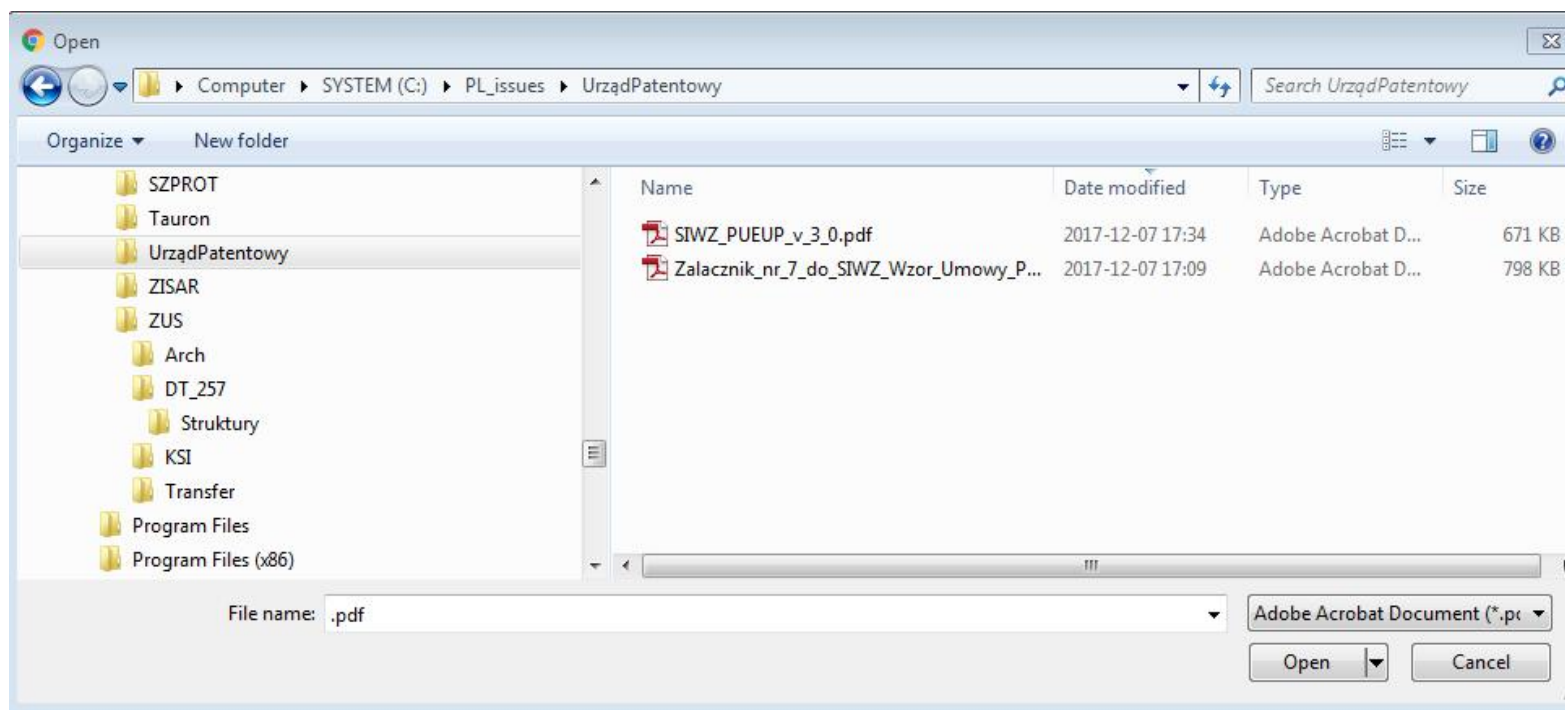 Open
Computer ▸ SYSTEM (C:) ▸ PL_issues ▸ UrządPatentowy
Search UrządPatentowy
Organize
New folder
SZPROT
Tauron
UrządPatentowy
ZISAR
ZUS
Arch
DT_257
Struktury
KSI
Transfer
Program Files
Program Files (x86)
Name Date modified Type Size
SIWZ_PUEUP_v_3_0.pdf 2017-12-07 17:34 Adobe Acrobat D... 671 KB
Zalacznik_nr_7_do_SIWZ_Wzor_Umowy_P... 2017-12-07 17:09 Adobe Acrobat D... 798 KB
File name: .pdf
Adobe Acrobat Document (*.pc
Open Cancel